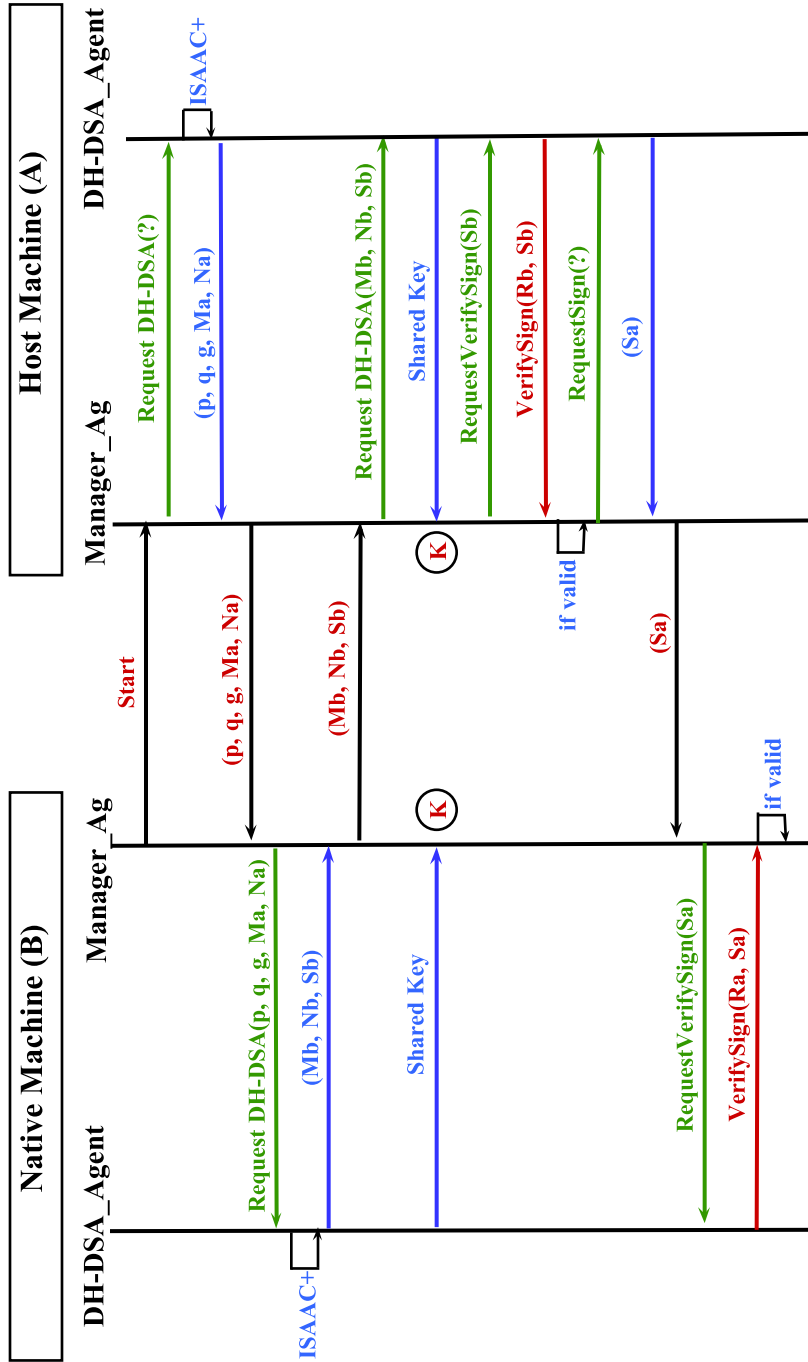 Native Machine (B)
Host Machine (A)
DH-DSA_Agent
Manager_Ag
Manager_Ag
DH-DSA_Agent
Start
Request DH-DSA(?)
ISAAC+
(p, q, g, Ma, Na)
(p, q, g, Ma, Na)
Request DH-DSA(p, q, g, Ma, Na)
ISAAC+
(Mb, Nb, Sb)
(Mb, Nb, Sb)
Request DH-DSA(Mb, Nb, Sb)
Shared Key
K
K
Shared Key
RequestVerifySign(Sb)
VerifySign(Rb, Sb)
if valid
RequestSign(?)
(Sa)
(Sa)
RequestVerifySign(Sa)
VerifySign(Ra, Sa)
if valid